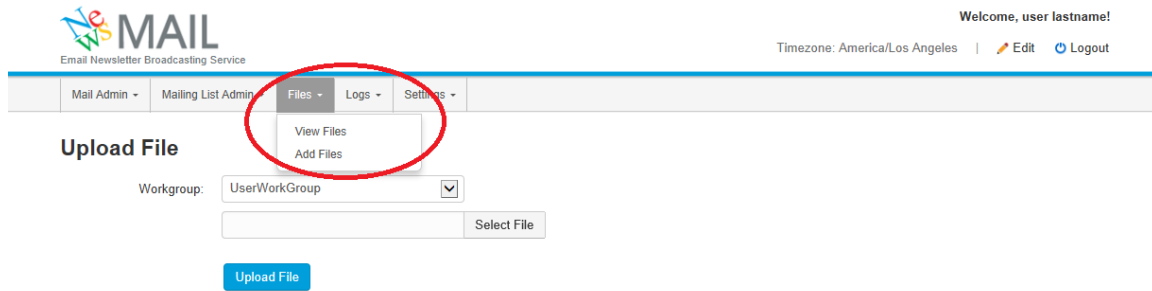 News
MAIL
Email Newsletter Broadcasting Service
Welcome, user lastname!
Timezone: America/Los Angeles | Edit Logout
Mail Admin Mailing List Admin Files Logs Settings
View Files
Add Files
Upload File
Workgroup: UserWorkGroup
Select File
Upload File